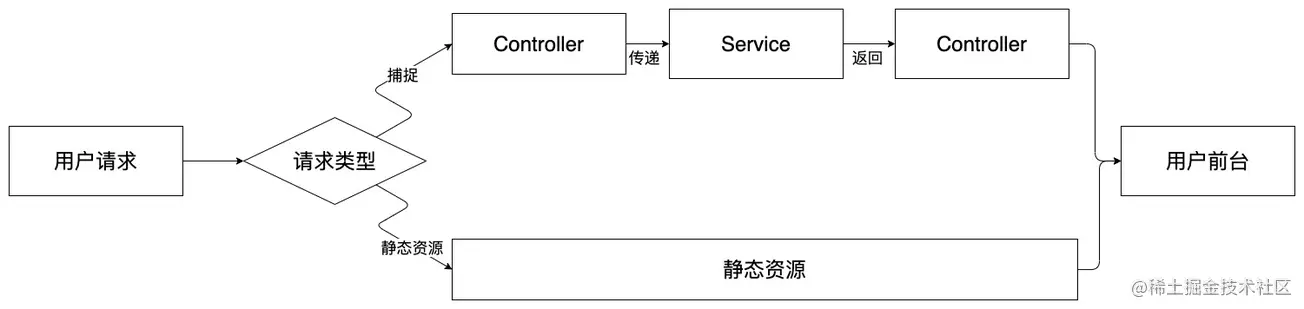 用户请求
请求类型
捕捉
Controller
传递
Service
返回
Controller
静态资源
静态资源
用户前台
@稀土掘金技术社区